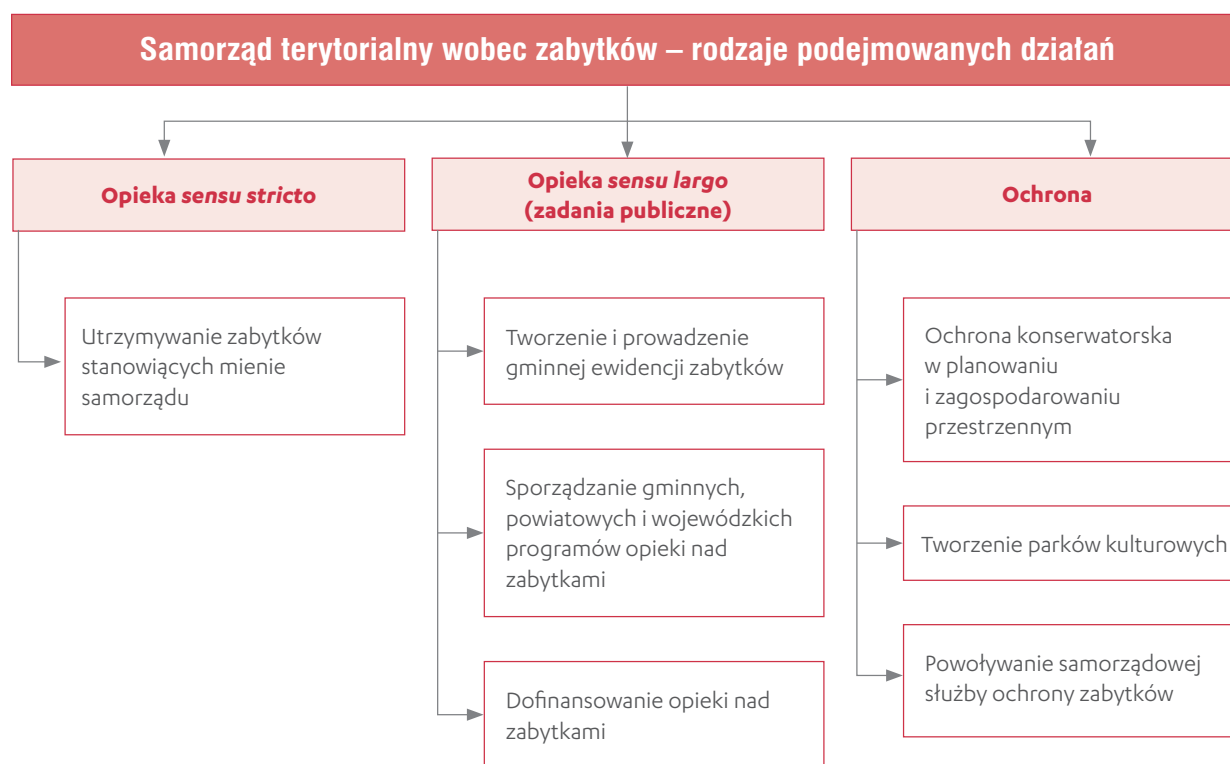 Samorząd terytorialny wobec zabytków – rodzaje podejmowanych działań
Opieka sensu stricto
Utrzymywanie zabytków
stanowiących mienie
samorządu
Opieka sensu largo
(zadania publiczne)
Tworzenie i prowadzenie
gminnej ewidencji zabytków
Sporządzanie gminnych,
powiatowych i wojewódzkich
programów opieki nad
zabytkami
Dofinansowanie opieki nad
zabytkami
Ochrona
Ochrona konserwatorska
w planowaniu
i zagospodarowaniu
przestrzennym
Tworzenie parków kulturowych
Powoływanie samorządowej
służby ochrony zabytków